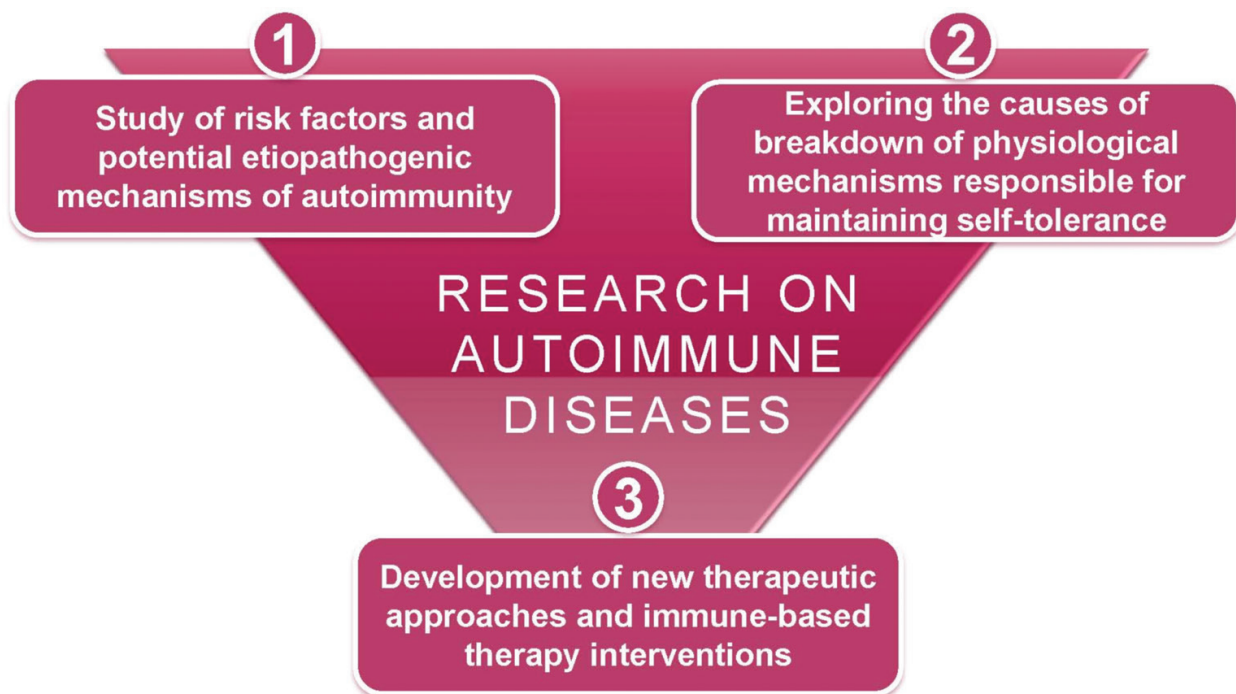 1
Study of risk factors and
potential etiopathogenic
mechanisms of autoimmunity
2
Exploring the causes of
breakdown of physiological
mechanisms responsible for
maintaining self-tolerance
RESEARCH ON
AUTOIMMUNE
DISEASES
3
Development of new therapeutic
approaches and immune-based
therapy interventions